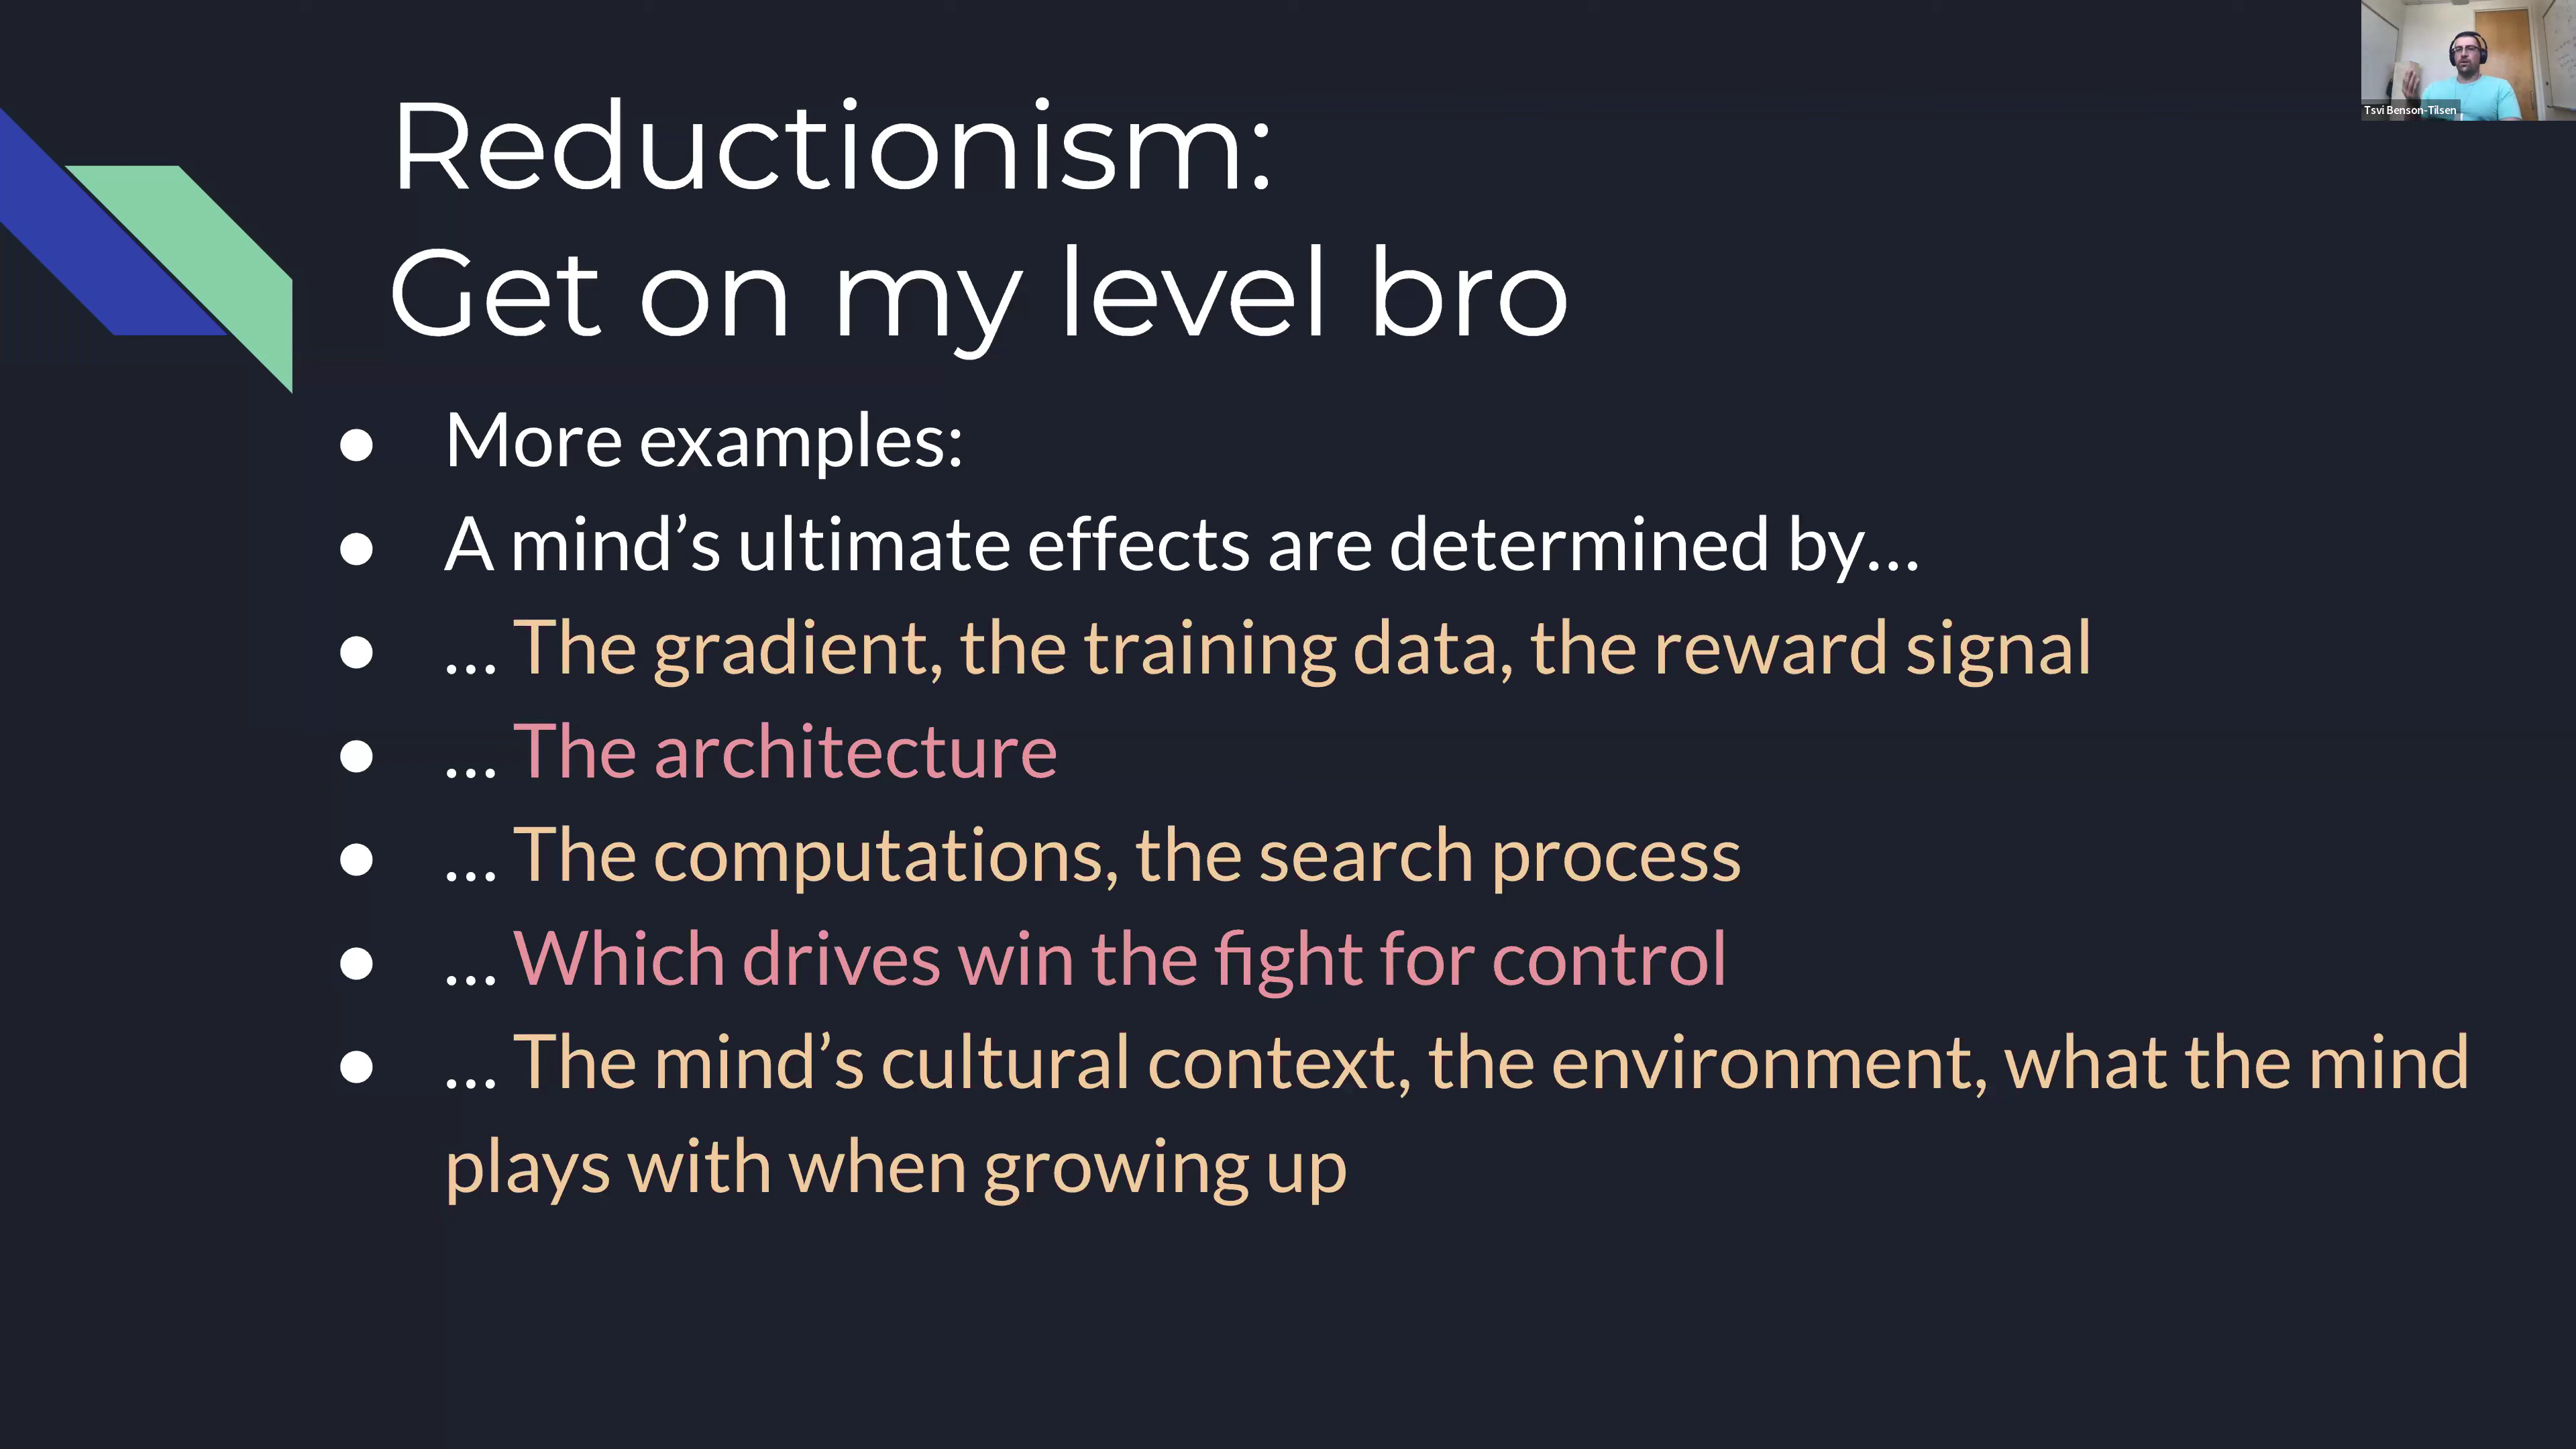 Reductionism:
Get on my level bro
● More examples:
● A mind’s ultimate effects are determined by…
● … The gradient, the training data, the reward signal
● … The architecture
● … The computations, the search process
● … Which drives win the fight for control
● … The mind’s cultural context, the environment, what the mind
plays with when growing up
Tsvi Benson-Tilsen